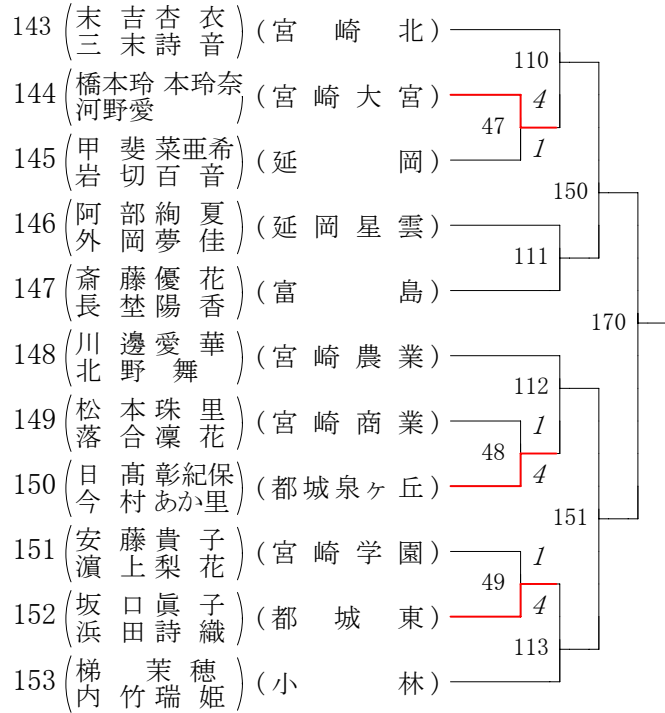 143 末吉杏衣 (宮崎北)
三末詩音
110
144 橋本玲 本玲奈 (宮崎大宮) 4
河野愛
47
1
145 甲斐菜亜希 (延岡)
岩切百音
150
146 阿部絢夏 (延岡星雲)
外岡夢佳
111
147 斎藤優花 (富島)
長埜陽香
170
148 川邊愛華 (宮崎農業)
北野舞
112
149 松本珠里 (宮崎商業) 1
落合凜花
48
150 日髙彰紀保 (都城泉ヶ丘) 4
今村あか里
151
151 安藤貴子 (宮崎学園) 1
濵上梨花
49
152 坂口眞子 (都城東) 4
浜田詩織
113
153 梯茉穂 (小林)
内竹瑞姫